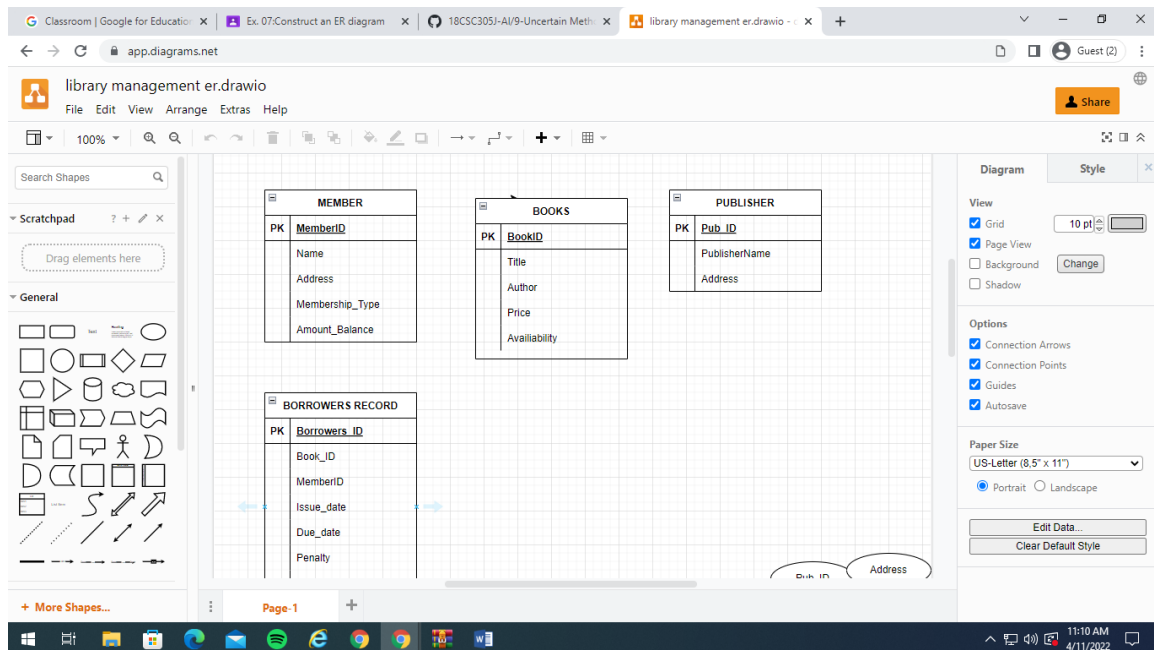 Classroom | Google for Education
Ex. 07:Construct an ER diagram
18CSC305J-AI/9-Uncertain Meth
library management er.drawio -
app.diagrams.net
Guest (2)
library management er.drawio
File Edit View Arrange Extras Help
Share
100%
Search Shapes
Scratchpad
Drag elements here
General
Text
Heading
+ More Shapes...
MEMBER
PK MemberID
Name
Address
Membership_Type
Amount_Balance
BOOKS
PK BookID
Title
Author
Price
Availiability
PUBLISHER
PK Pub_ID
PublisherName
Address
BORROWERS RECORD
PK Borrowers_ID
Book_ID
MemberID
Issue_date
Due_date
Penalty
Pub_ID
Address
Page-1
Diagram Style
View
Grid 10 pt
Page View
Background Change
Shadow
Options
Connection Arrows
Connection Points
Guides
Autosave
Paper Size
US-Letter (8,5" x 11")
Portrait Landscape
Edit Data...
Clear Default Style
11:10 AM
4/11/2022